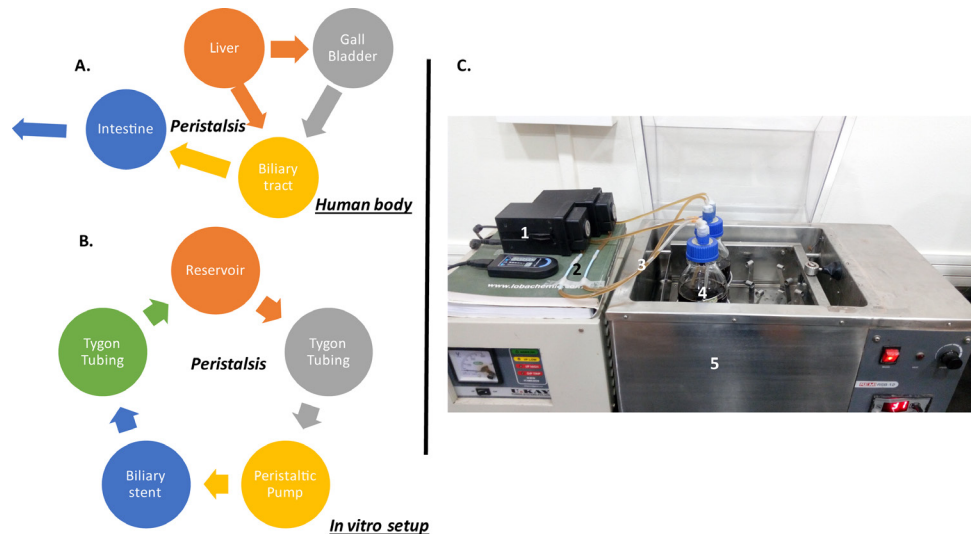 A.
Liver
Gall
Bladder
Intestine
Peristalsis
Biliary
tract
Human body
B.
Reservoir
Tygon
Tubing
Peristalsis
Tygon
Tubing
Biliary
stent
Peristaltic
Pump
In vitro setup
C.
1
2
3
4
5
www.lobachemie.com